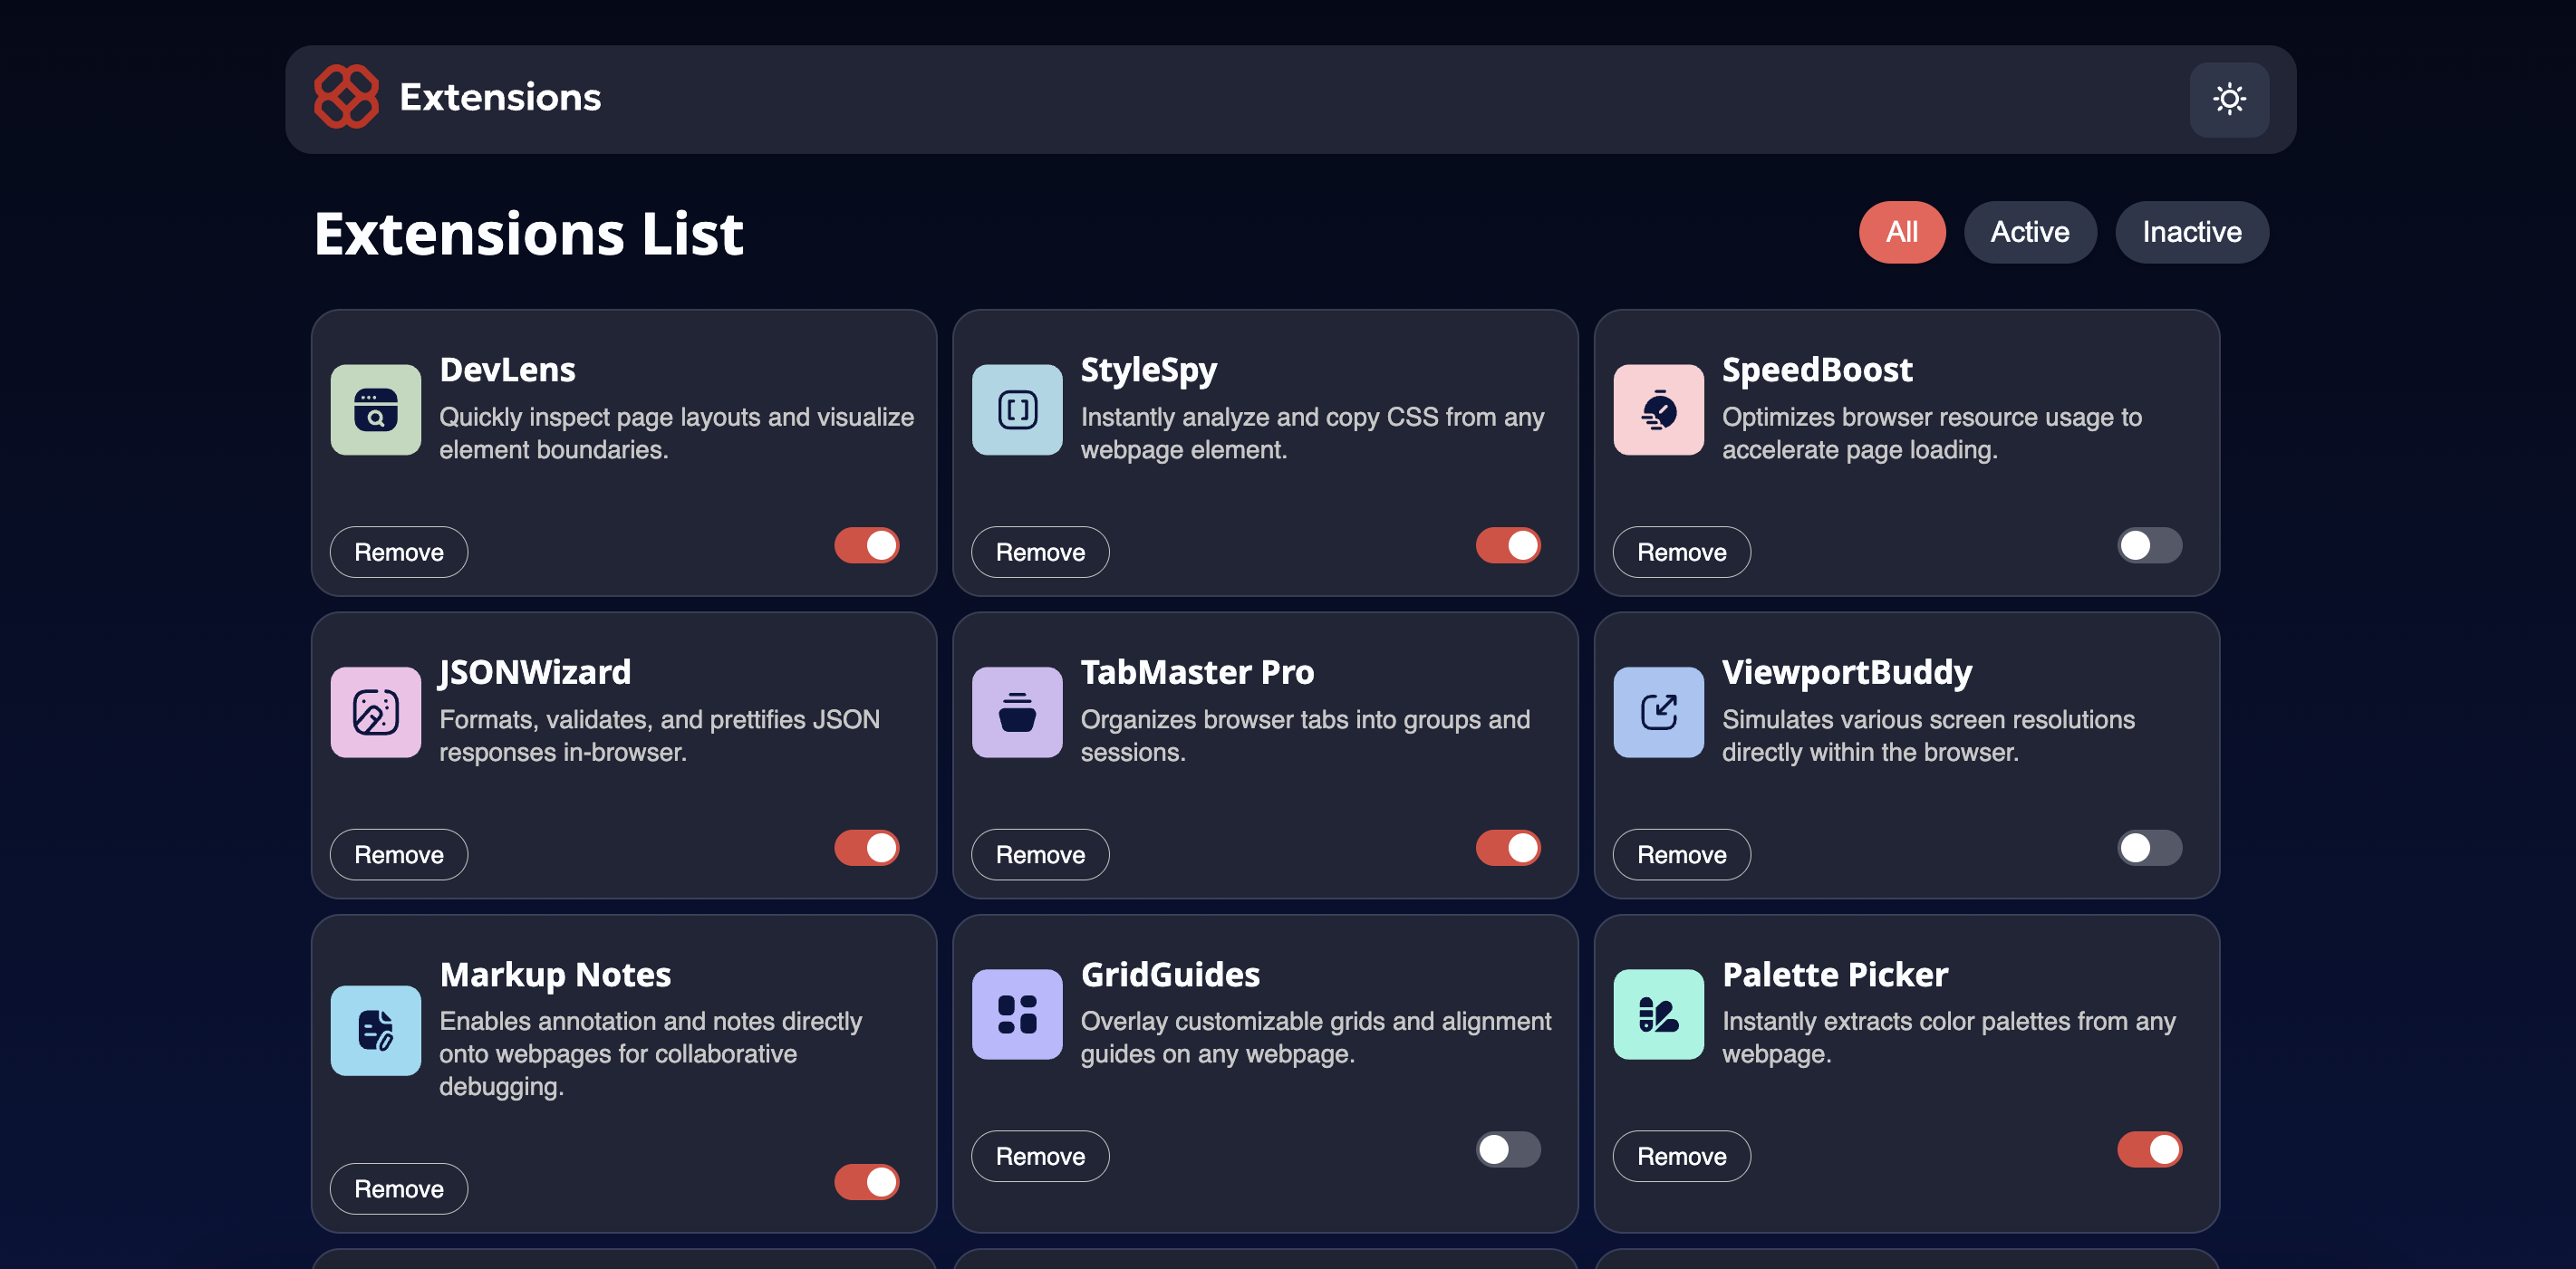 Extensions
Extensions List
All
Active
Inactive
DevLens
Quickly inspect page layouts and visualize
element boundaries.
Remove
StyleSpy
Instantly analyze and copy CSS from any
webpage element.
Remove
SpeedBoost
Optimizes browser resource usage to
accelerate page loading.
Remove
JSONWizard
Formats, validates, and prettifies JSON
responses in-browser.
Remove
TabMaster Pro
Organizes browser tabs into groups and
sessions.
Remove
ViewportBuddy
Simulates various screen resolutions
directly within the browser.
Remove
Markup Notes
Enables annotation and notes directly
onto webpages for collaborative
debugging.
Remove
GridGuides
Overlay customizable grids and alignment
guides on any webpage.
Remove
Palette Picker
Instantly extracts color palettes from any
webpage.
Remove